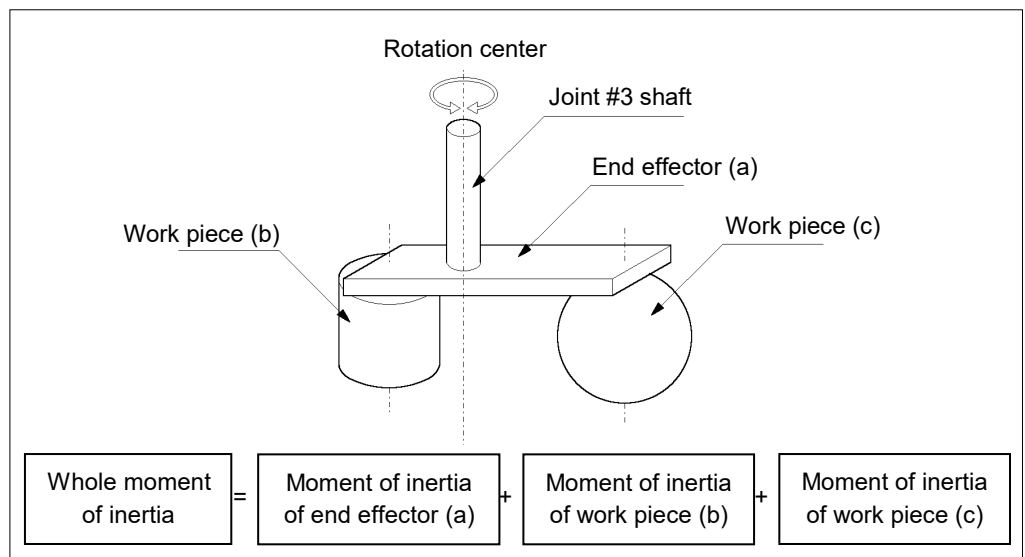 Rotation center
Joint #3 shaft
End effector (a)
Work piece (b)
Work piece (c)
Whole moment
of inertia
=
Moment of inertia
of end effector (a)
+
Moment of inertia
of work piece (b)
+
Moment of inertia
of work piece (c)